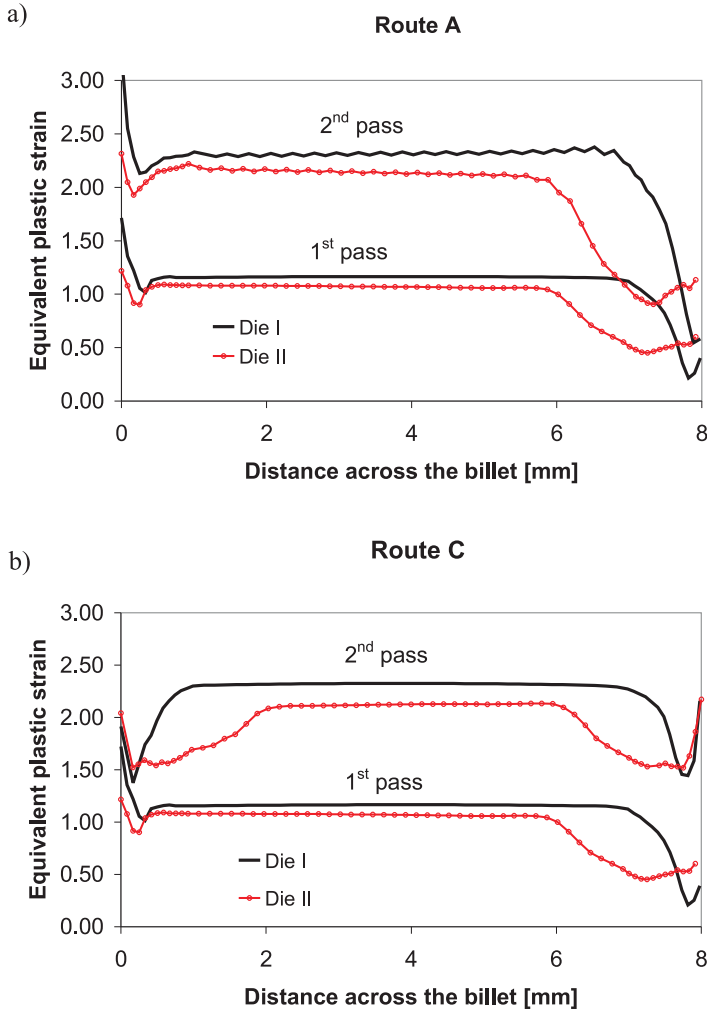 a)
Route A
3.00
2.50
2.00
1.50
1.00
0.50
0.00
Equivalent plastic strain
2nd pass
1st pass
Die I
Die II
0 2 4 6 8
Distance across the billet [mm]
b)
Route C
3.00
2.50
2.00
1.50
1.00
0.50
0.00
Equivalent plastic strain
2nd pass
1st pass
Die I
Die II
0 2 4 6 8
Distance across the billet [mm]